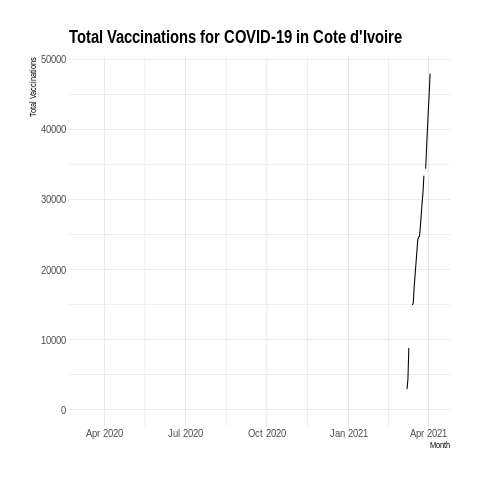 Total Vaccinations for COVID-19 in Cote d'Ivoire
Total Vaccinations
50000
40000
30000
20000
10000
0
Apr 2020 Jul 2020 Oct 2020 Jan 2021 Apr 2021
Month